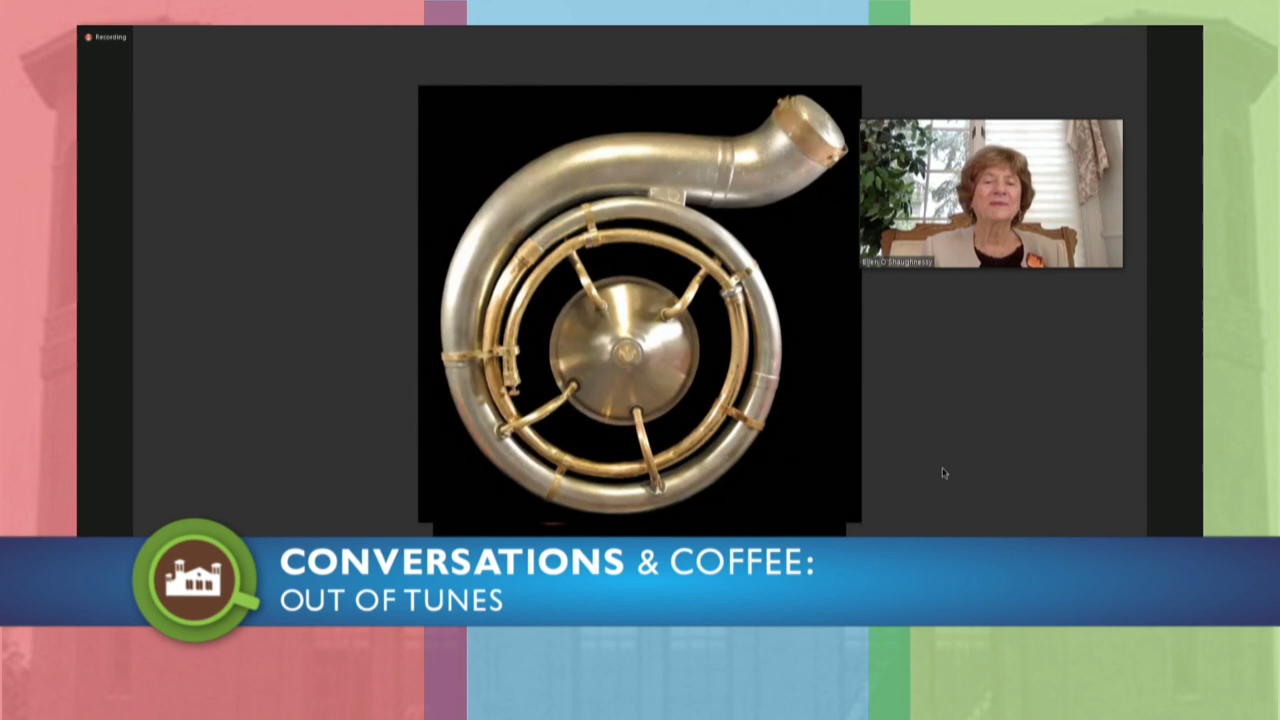 Recording
Ellen O'Shaughnessy
CONVERSATIONS & COFFEE:
OUT OF TUNES